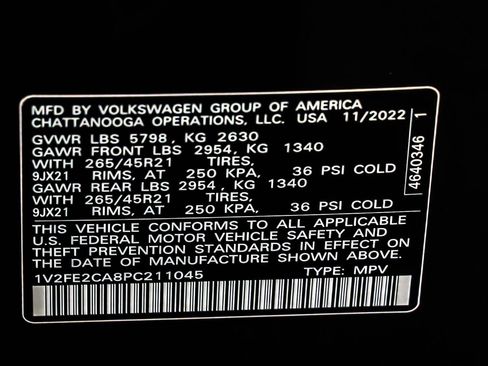 MFD BY VOLKSWAGEN GROUP OF AMERICA
CHATTANOOGA OPERATIONS, LLC. USA 11/2022
GVWR LBS 5798, KG 2630
GAWR FRONT LBS 2954, KG 1340
WITH 265/45R21 TIRES,
9JX21 RIMS, AT 250 KPA, 36 PSI COLD
GAWR REAR LBS 2954, KG 1340
WITH 265/45R21 TIRES,
9JX21 RIMS, AT 250 KPA, 36 PSI COLD
THIS VEHICLE CONFORMS TO ALL APPLICABLE
U.S. FEDERAL MOTOR VEHICLE SAFETY AND
THEFT PREVENTION STANDARDS IN EFFECT ON
THE DATE OF MANUFACTURE SHOWN ABOVE.
1V2FE2CA8PC211045 TYPE: MPV
4640346 1